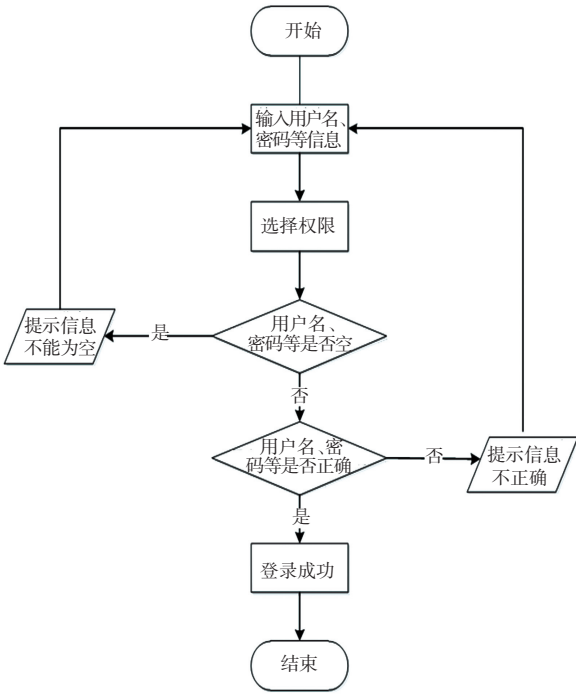 开始
输入用户名、
密码等信息
选择权限
用户名、
密码等是否空
是
提示信息
不能为空
否
用户名、密
码等是否正确
否
提示信息
不正确
是
登录成功
结束